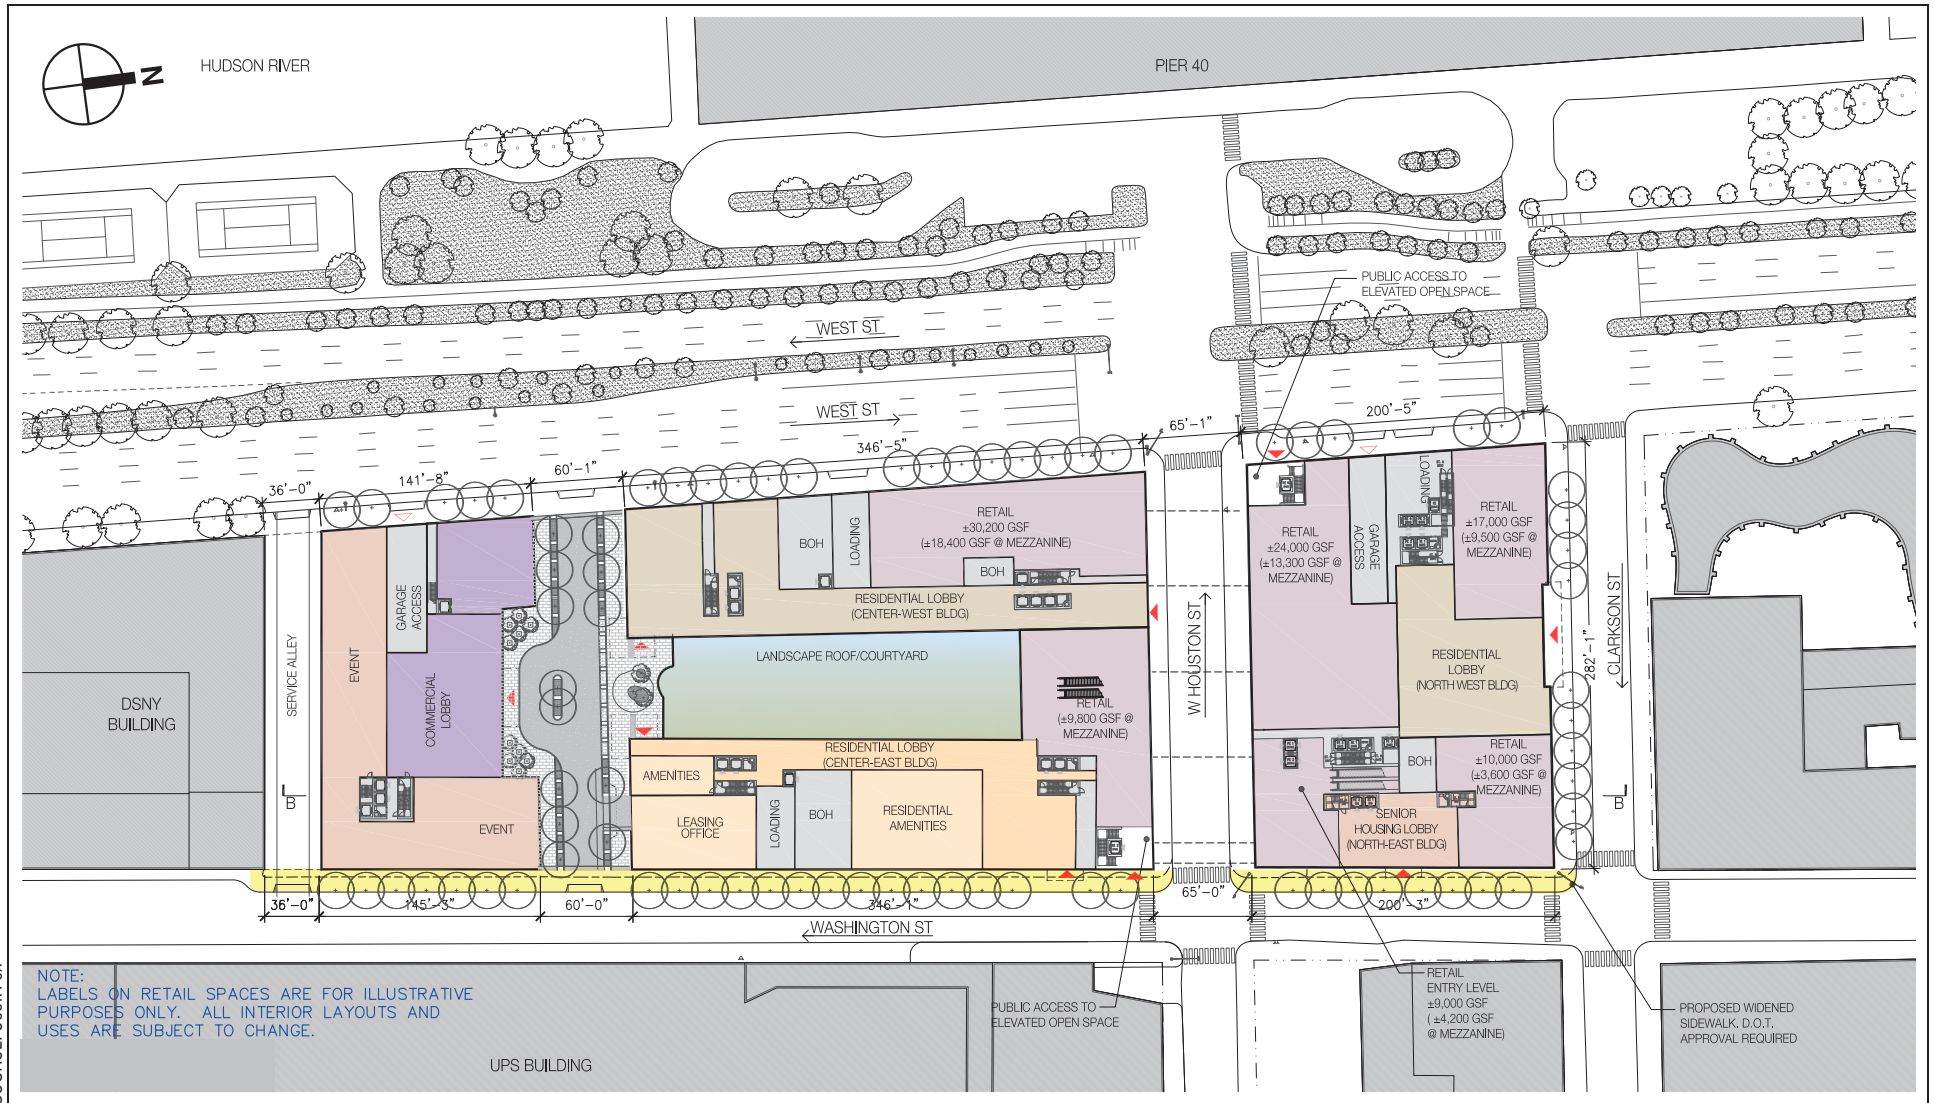 N
HUDSON RIVER
PIER 40
PUBLIC ACCESS TO
ELEVATED OPEN SPACE
WEST ST
WEST ST
36'-0"
141'-8"
60'-1"
346'-5"
65'-1"
200'-5"
DSNY
BUILDING
SERVICE ALLEY
B
EVENT
GARAGE
ACCESS
COMMERCIAL
LOBBY
EVENT
BOH
LOADING
RETAIL
±30,200 GSF
(±18,400 GSF @ MEZZANINE)
BOH
RESIDENTIAL LOBBY
(CENTER-WEST BLDG)
LANDSCAPE ROOF/COURTYARD
RETAIL
(±9,800 GSF @
MEZZANINE)
RESIDENTIAL LOBBY
(CENTER-EAST BLDG)
AMENITIES
LEASING
OFFICE
LOADING
BOH
RESIDENTIAL
AMENITIES
W HOUSTON ST
RETAIL
±24,000 GSF
(±13,300 GSF @
MEZZANINE)
GARAGE
ACCESS
LOADING
RETAIL
±17,000 GSF
(±9,500 GSF @
MEZZANINE)
RESIDENTIAL
LOBBY
(NORTH WEST BLDG)
BOH
RETAIL
±10,000 GSF
(±3,600 GSF @
MEZZANINE)
SENIOR
HOUSING LOBBY
(NORTH-EAST BLDG)
282'-1"
CLARKSON ST
B
36'-0"
145'-3"
60'-0"
346'-1"
65'-0"
200'-3"
WASHINGTON ST
NOTE:
LABELS ON RETAIL SPACES ARE FOR ILLUSTRATIVE
PURPOSES ONLY. ALL INTERIOR LAYOUTS AND
USES ARE SUBJECT TO CHANGE.
UPS BUILDING
PUBLIC ACCESS TO
ELEVATED OPEN SPACE
RETAIL
ENTRY LEVEL
±9,000 GSF
( ±4,200 GSF
@ MEZZANINE)
PROPOSED WIDENED
SIDEWALK. D.O.T.
APPROVAL REQUIRED